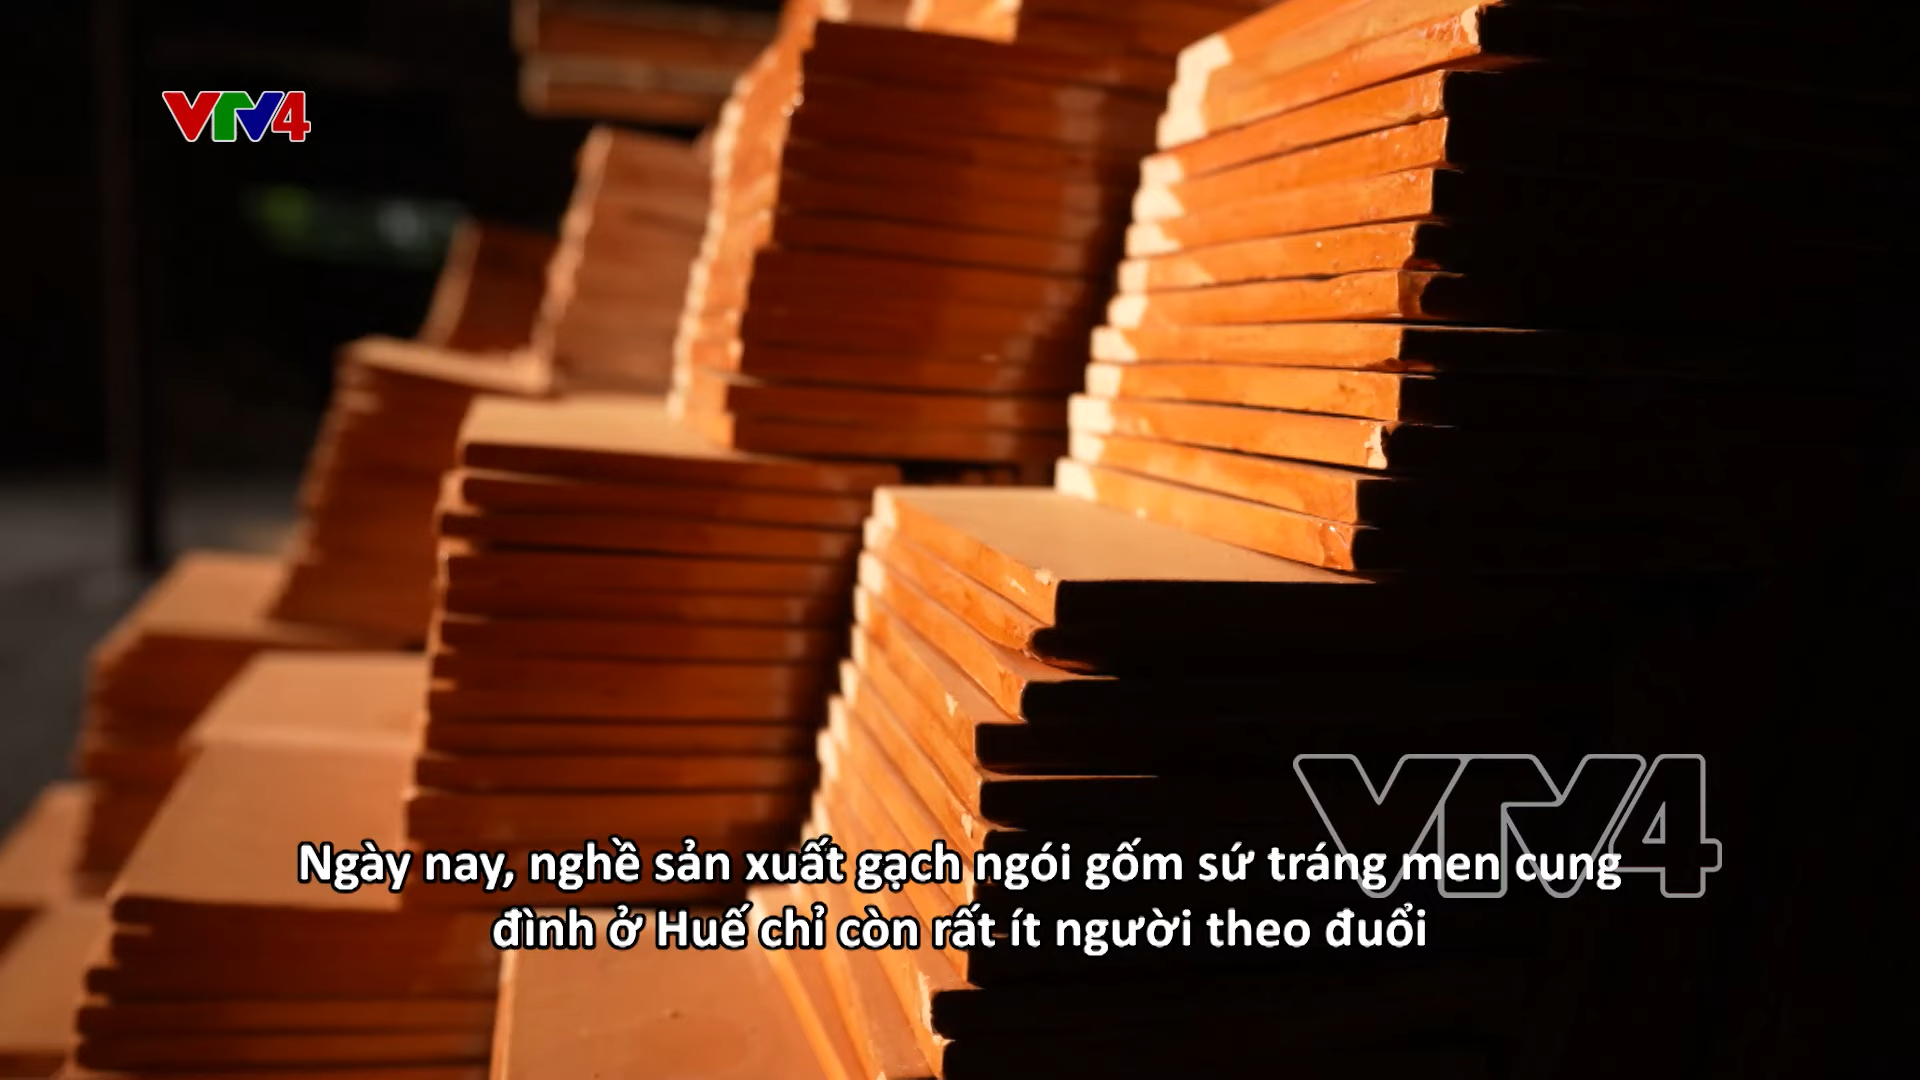 VTV4
VTV4
Ngày nay, nghề sản xuất gạch ngói gốm sứ tráng men cung
đình ở Huế chỉ còn rất ít người theo đuổi